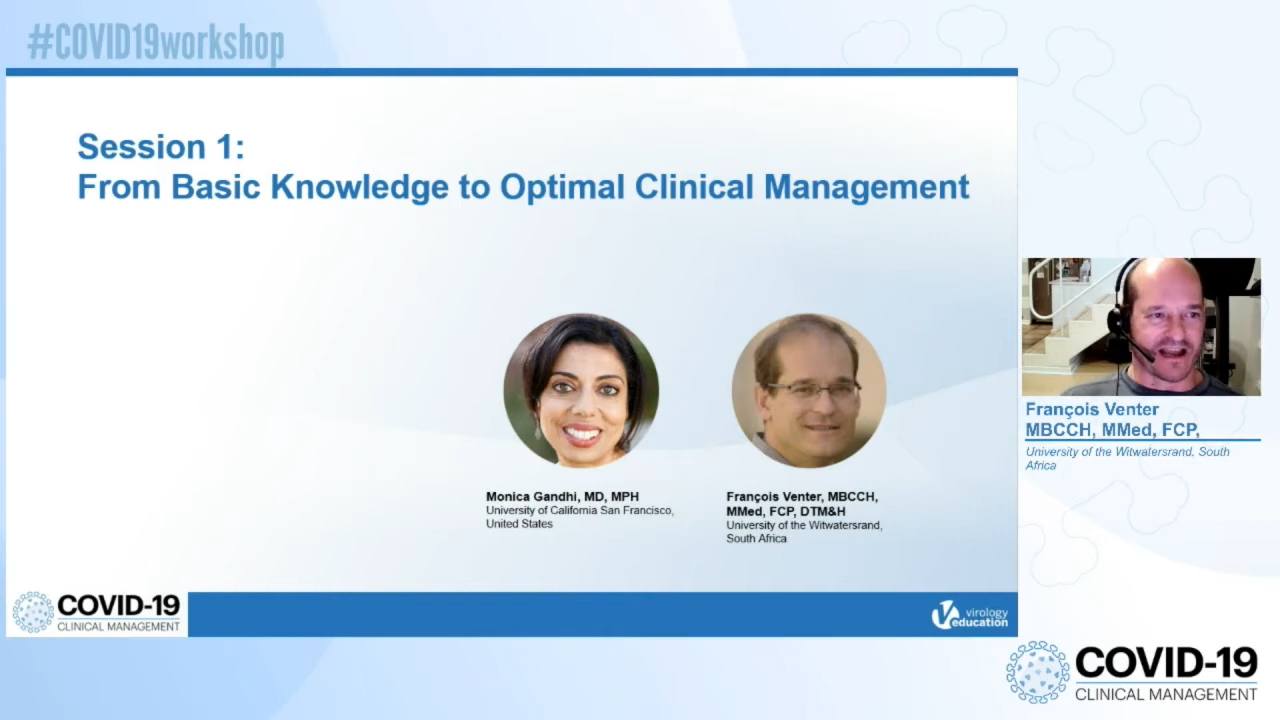 #COVID19workshop
Session 1:
From Basic Knowledge to Optimal Clinical Management
Monica Gandhi, MD, MPH
University of California San Francisco,
United States
François Venter, MBCCH,
MMed, FCP, DTM&H
University of the Witwatersrand,
South Africa
François Venter
MBCCH, MMed, FCP,
University of the Witwatersrand, South
Africa
COVID-19
CLINICAL MANAGEMENT
virology
education
COVID-19
CLINICAL MANAGEMENT